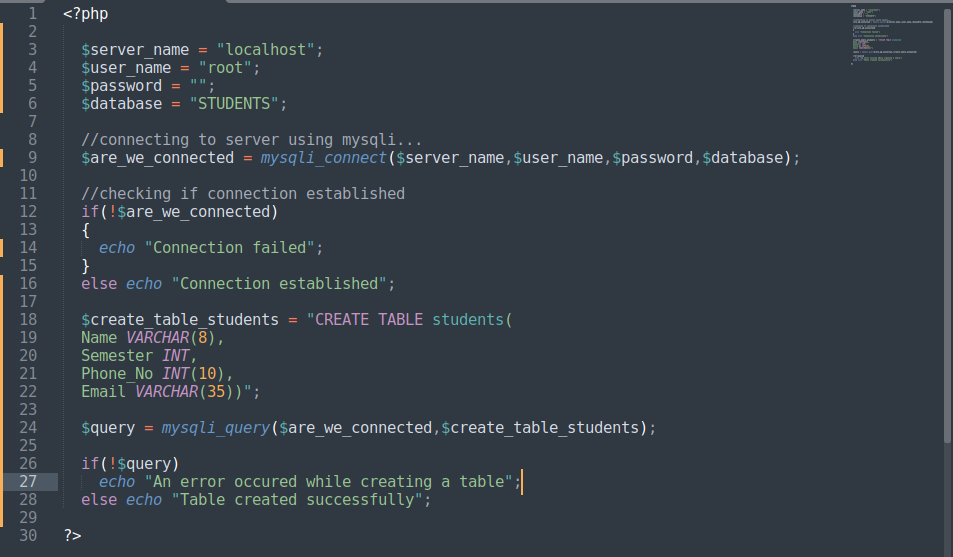 1 <?php
2
3 $server_name = "localhost";
4 $user_name = "root";
5 $password = "";
6 $database = "STUDENTS";
7
8 //connecting to server using mysqli...
9 $are_we_connected = mysqli_connect($server_name,$user_name,$password,$database);
10
11 //checking if connection established
12 if(!$are_we_connected)
13 {
14 echo "Connection failed";
15 }
16 else echo "Connection established";
17
18 $create_table_students = "CREATE TABLE students(
19 Name VARCHAR(8),
20 Semester INT,
21 Phone_No INT(10),
22 Email VARCHAR(35))";
23
24 $query = mysqli_query($are_we_connected,$create_table_students);
25
26 if(!$query)
27 echo "An error occured while creating a table";
28 else echo "Table created successfully";
29
30 ?>